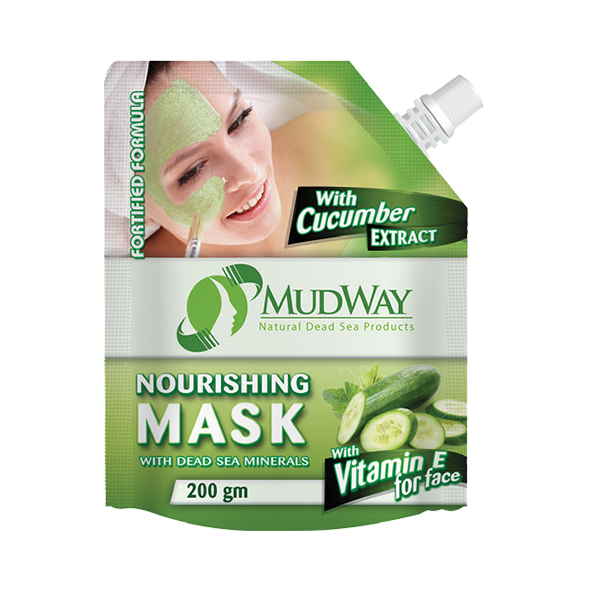 FORTIFIED FORMULA
With
Cucumber
EXTRACT
MUDWAY
Natural Dead Sea Products
NOURISHING
MASK
WITH DEAD SEA MINERALS
With
Vitamin E
for face
200 gm